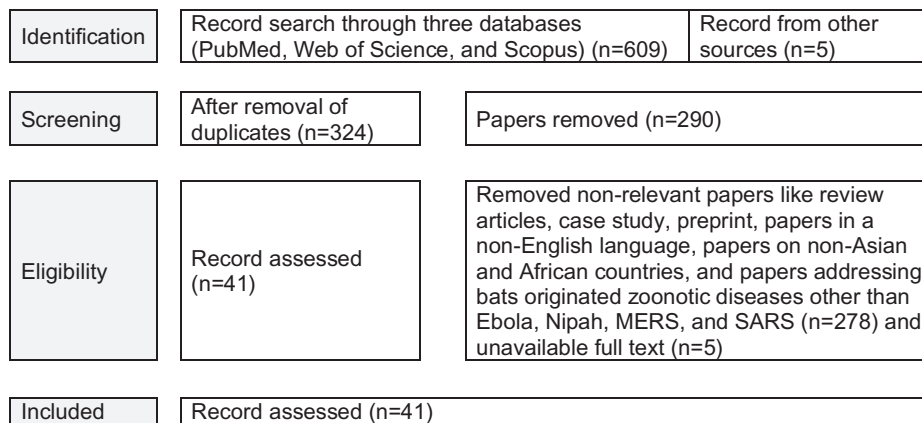 Identification
Record search through three databases
(PubMed, Web of Science, and Scopus) (n=609)
Record from other
sources (n=5)
Screening
After removal of
duplicates (n=324)
Papers removed (n=290)
Eligibility
Record assessed
(n=41)
Removed non-relevant papers like review
articles, case study, preprint, papers in a
non-English language, papers on non-Asian
and African countries, and papers addressing
bats originated zoonotic diseases other than
Ebola, Nipah, MERS, and SARS (n=278) and
unavailable full text (n=5)
Included
Record assessed (n=41)